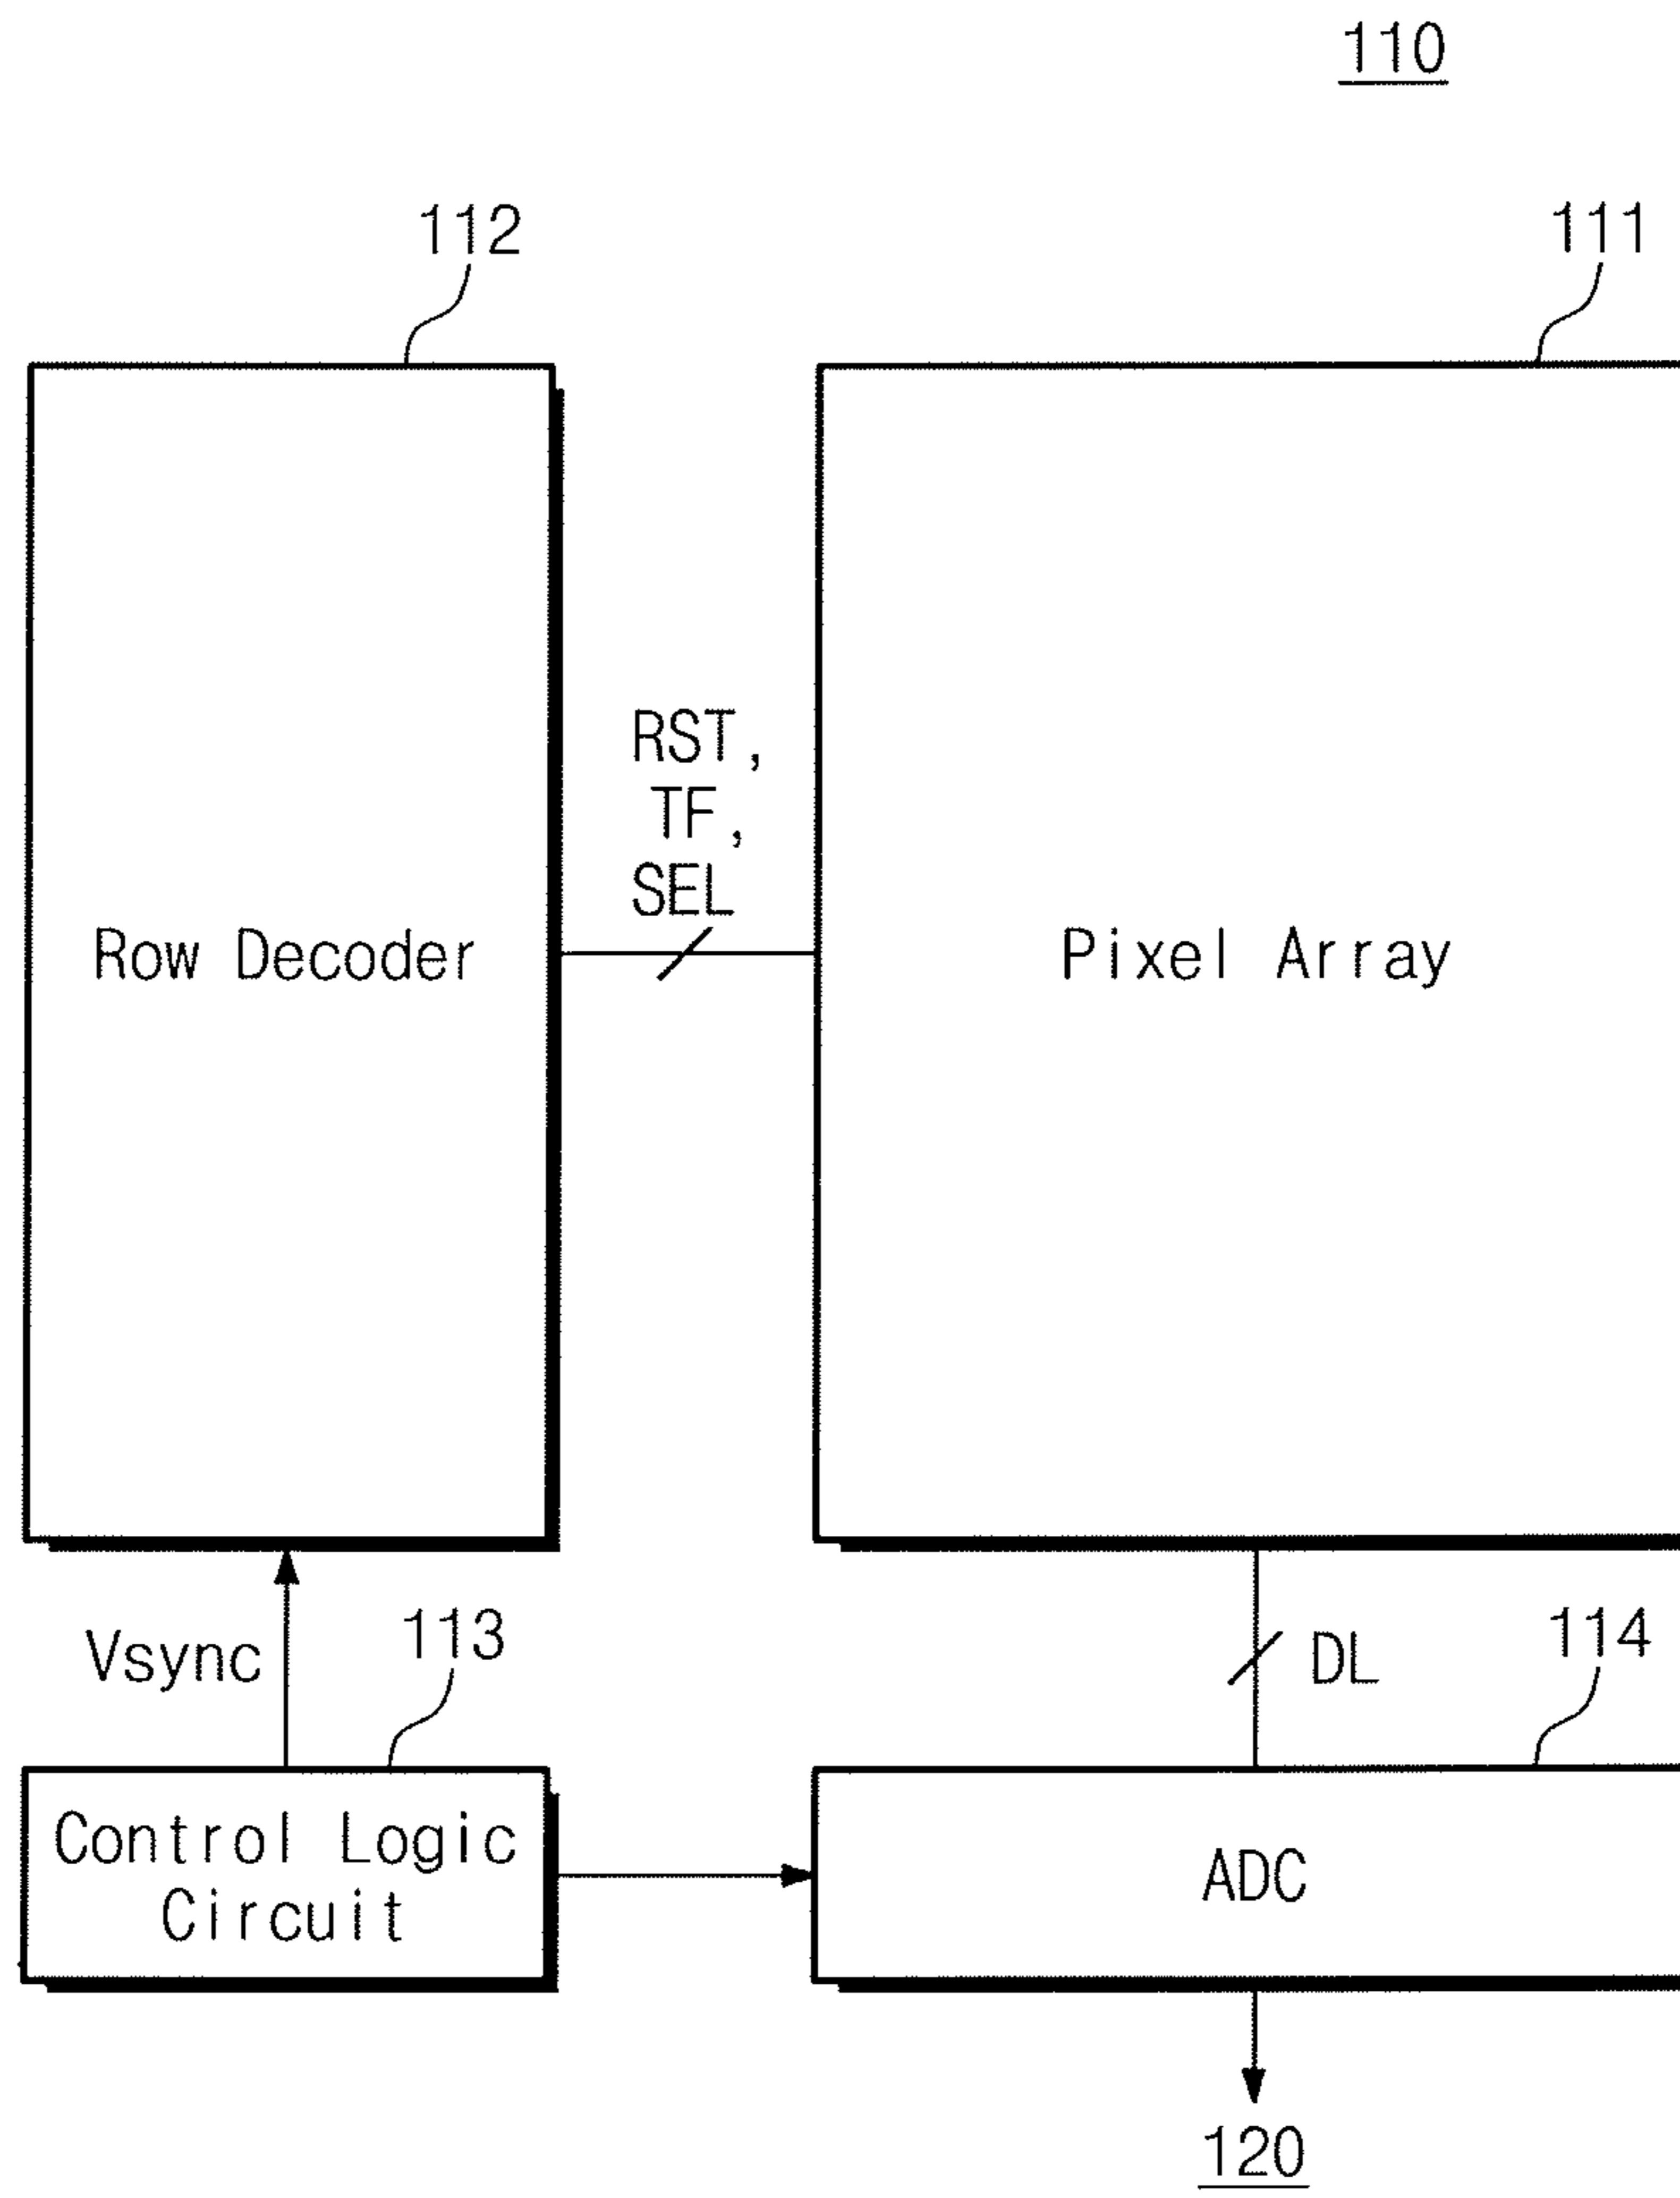 110
112
111
RST,
TF,
SEL
Row Decoder
Pixel Array
Vsync
113
DL
114
Control Logic
Circuit
ADC
120